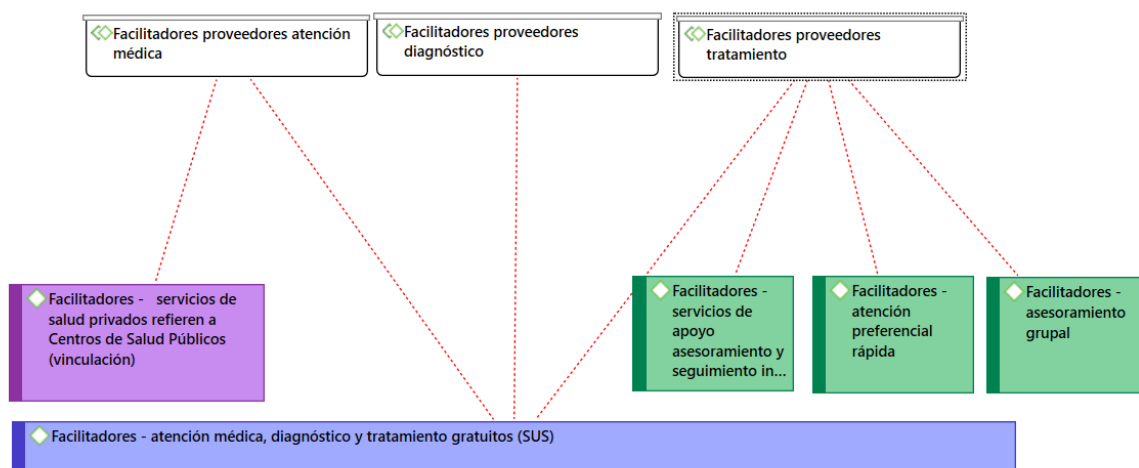 Facilitadores proveedores atención
médica
Facilitadores proveedores
diagnóstico
Facilitadores proveedores
tratamiento
Facilitadores - servicios de
salud privados refieren a
Centros de Salud Públicos
(vinculación)
Facilitadores -
servicios de
apoyo
asesoramiento y
seguimiento in...
Facilitadores -
atención
preferencial
rápida
Facilitadores -
asesoramiento
grupal
Facilitadores - atención médica, diagnóstico y tratamiento gratuitos (SUS)